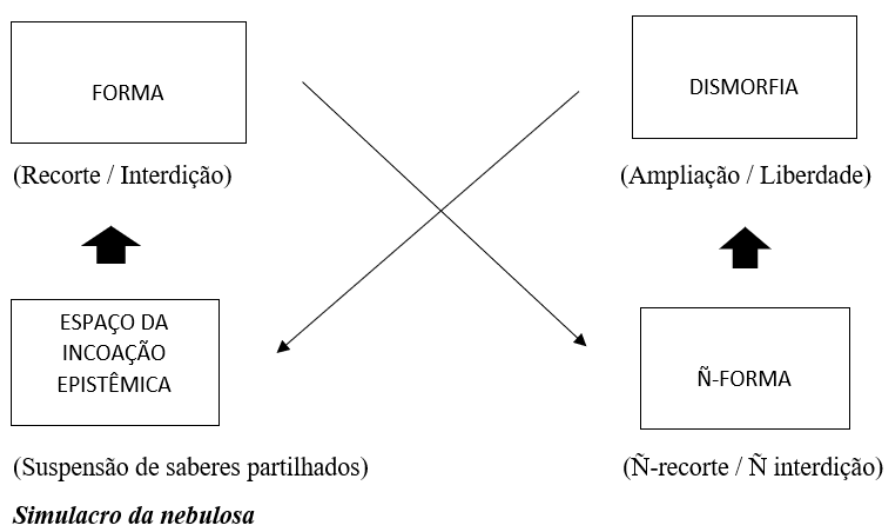 FORMA
DISMORFIA
(Recorte / Interdição)
(Ampliação / Liberdade)
ESPAÇO DA
INCOAÇÃO
EPISTÊMICA
Ñ-FORMA
(Suspensão de saberes partilhados)
(Ñ-recorte / Ñ interdição)
Simulacro da nebulosa